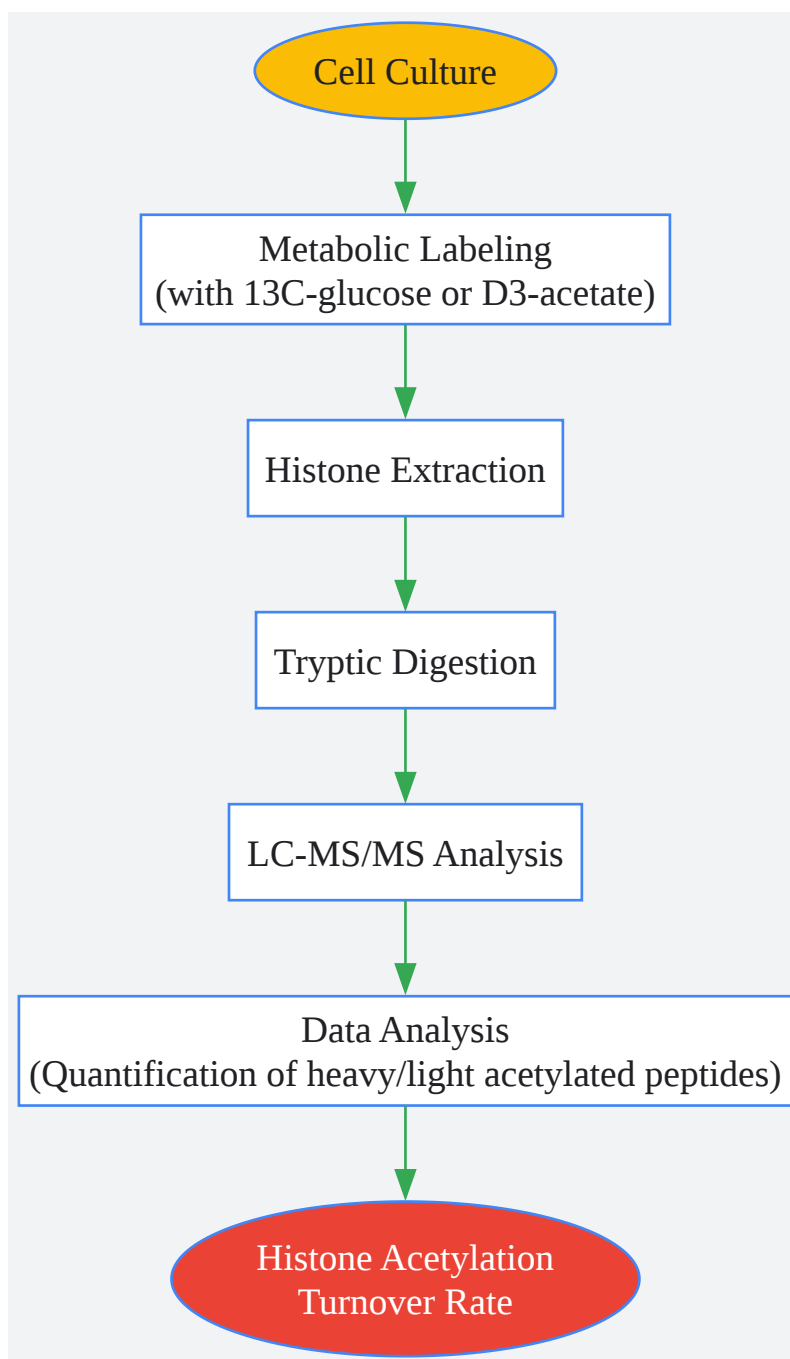 Cell Culture
Metabolic Labeling
(with 13C-glucose or D3-acetate)
Histone Extraction
Tryptic Digestion
LC-MS/MS Analysis
Data Analysis
(Quantification of heavy/light acetylated peptides)
Histone Acetylation
Turnover Rate